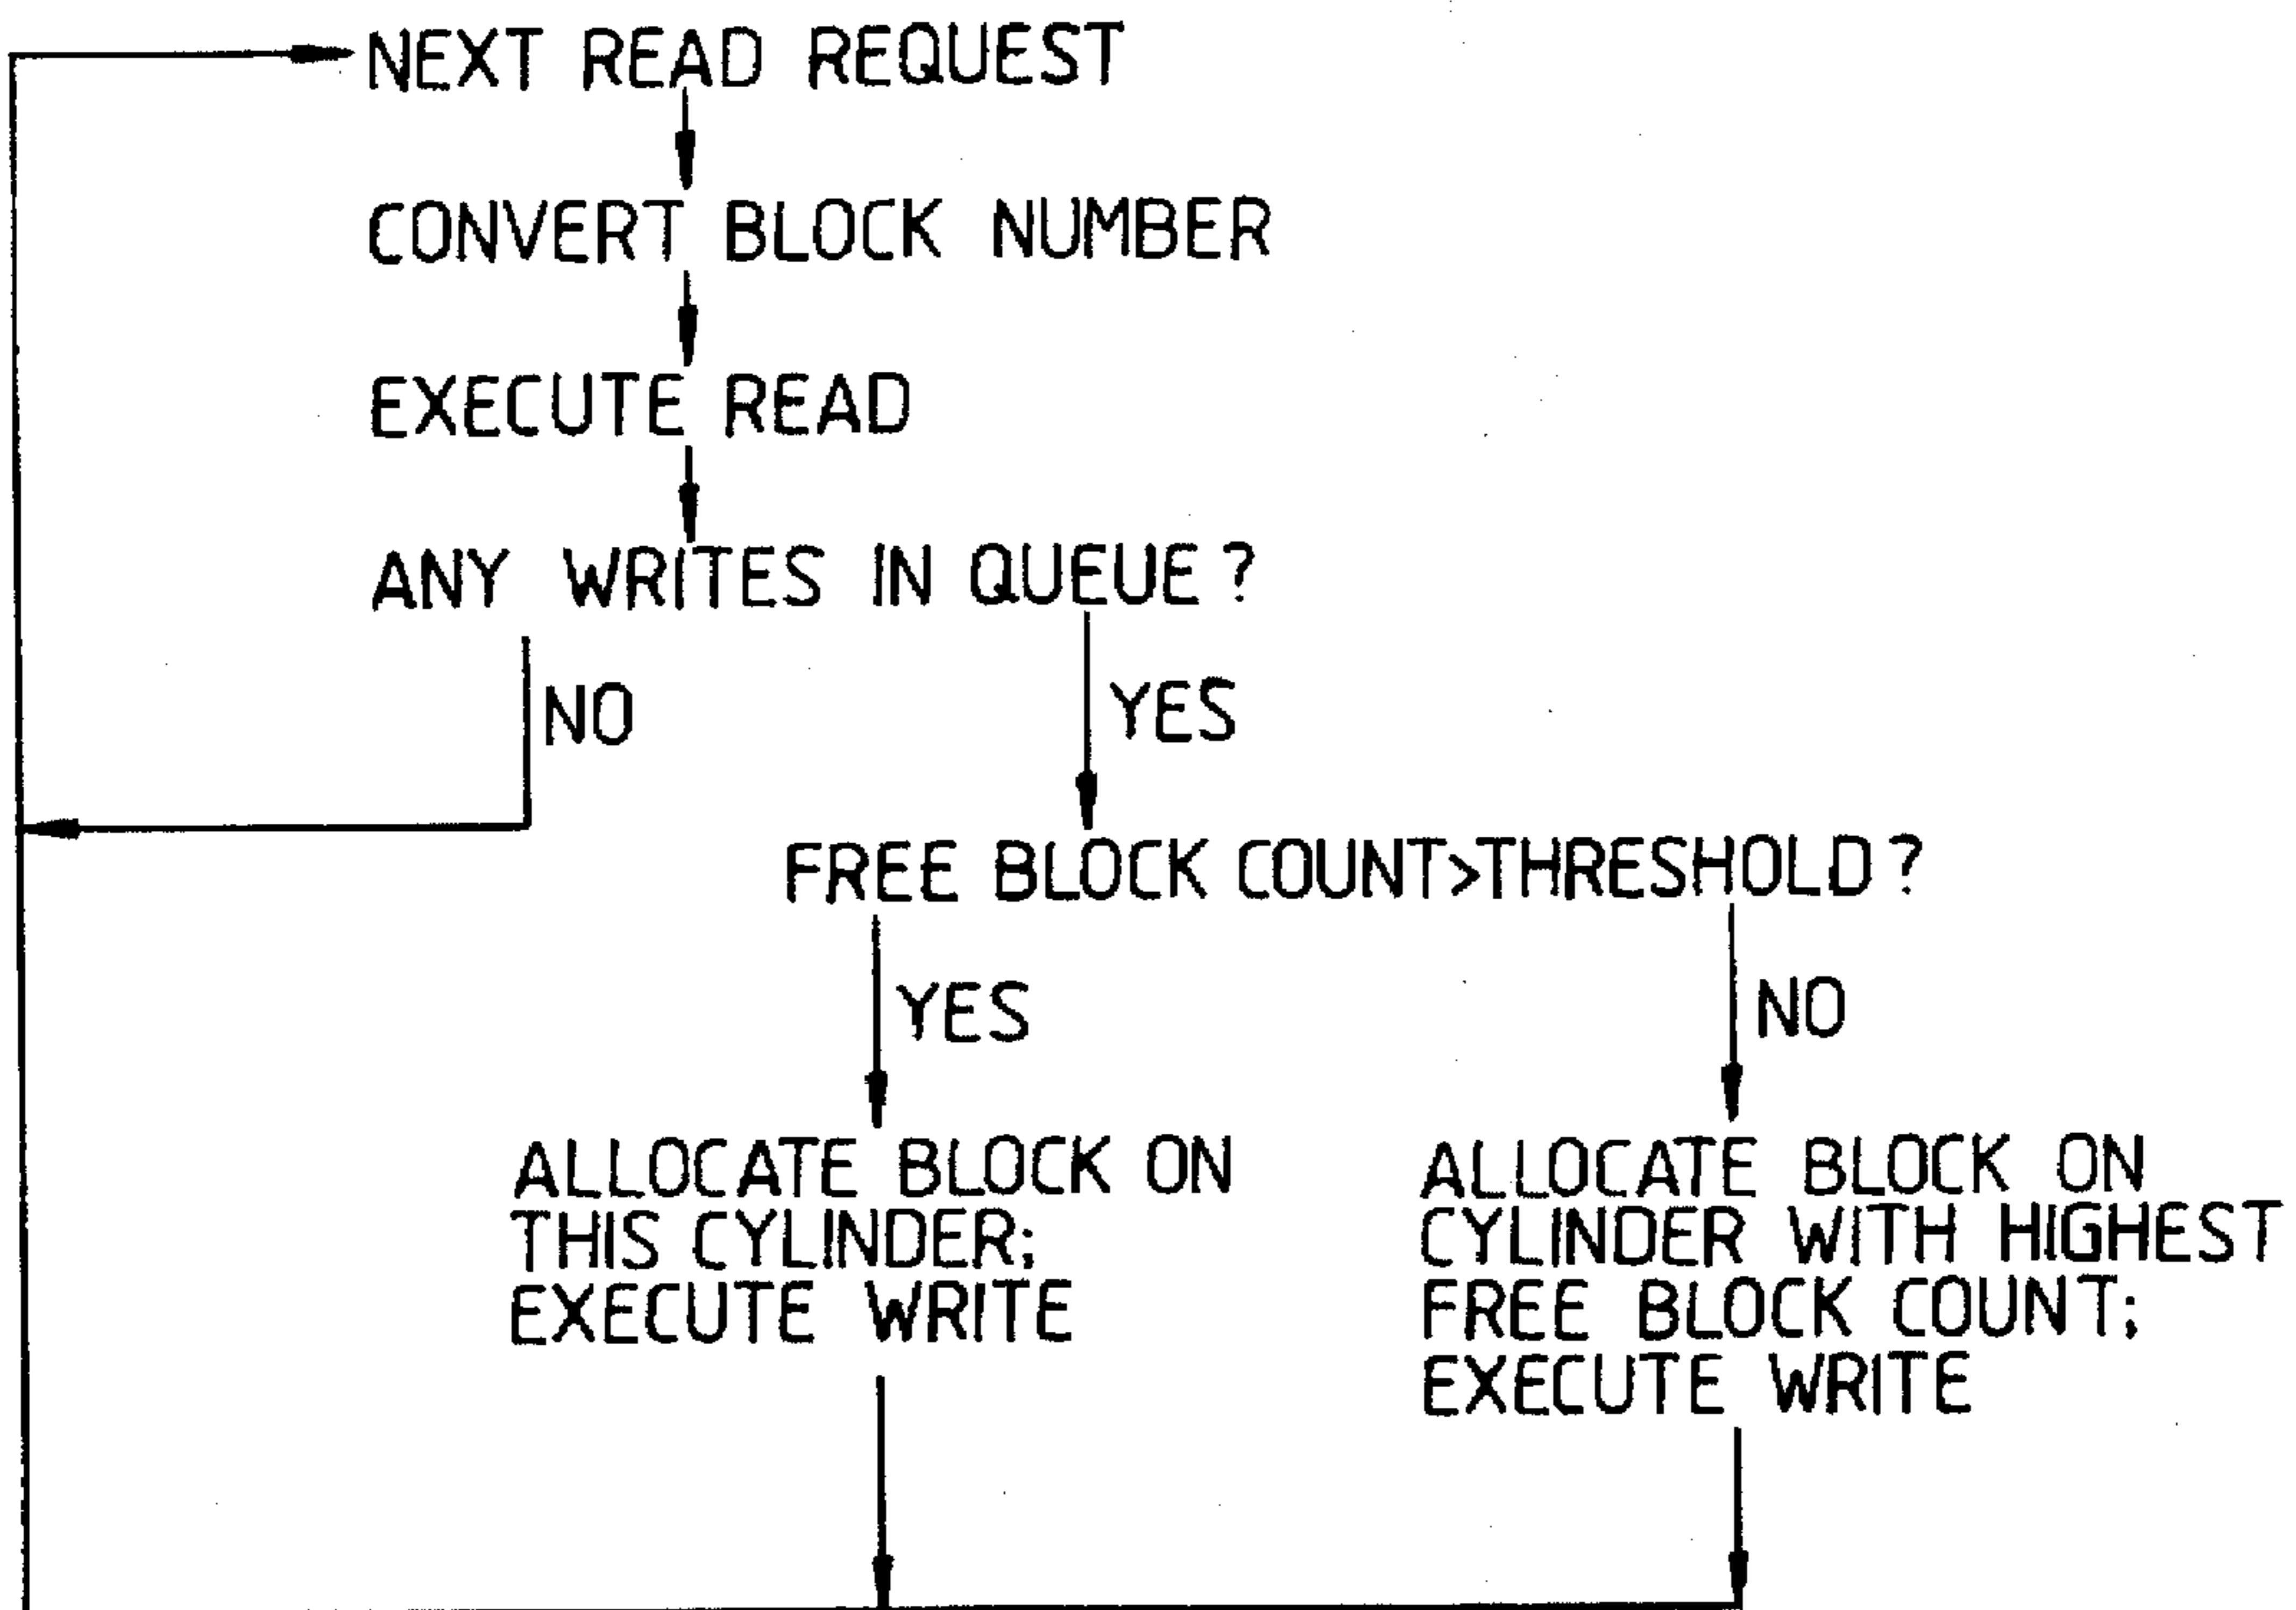 NEXT READ REQUEST
CONVERT BLOCK NUMBER
EXECUTE READ
ANY WRITES IN QUEUE?
NO
YES
FREE BLOCK COUNT>THRESHOLD?
YES
NO
ALLOCATE BLOCK ON
THIS CYLINDER;
EXECUTE WRITE
ALLOCATE BLOCK ON
CYLINDER WITH HIGHEST
FREE BLOCK COUNT;
EXECUTE WRITE